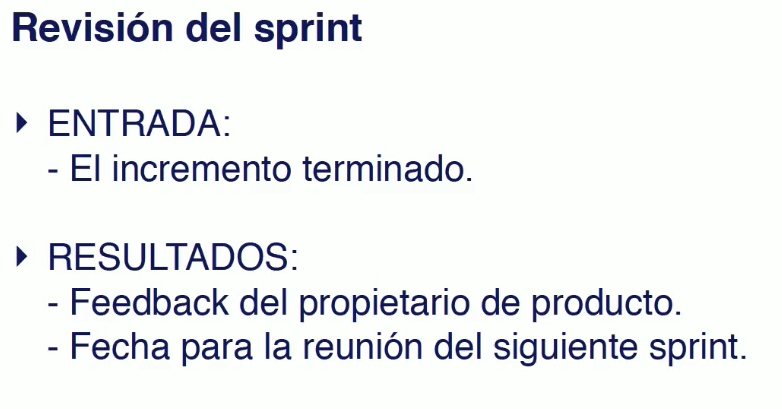 Revisión del sprint
ENTRADA:
- El incremento terminado.
RESULTADOS:
- Feedback del propietario de producto.
- Fecha para la reunión del siguiente sprint.